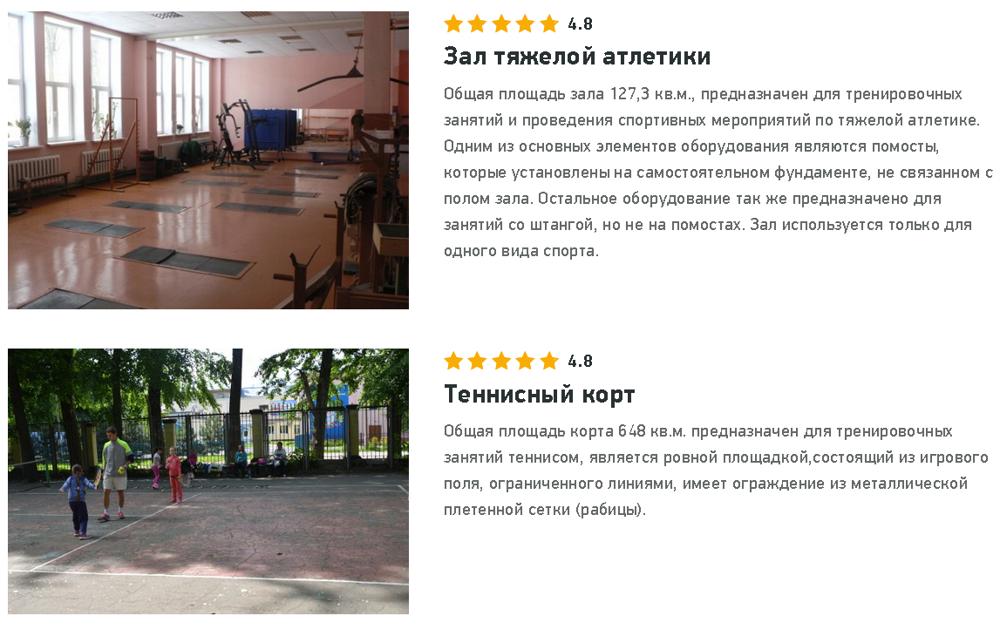 4.8
Зал тяжелой атлетики
Общая площадь зала 127,3 кв.м., предназначен для тренировочных
занятий и проведения спортивных мероприятий по тяжелой атлетике.
Одним из основных элементов оборудования являются помосты,
которые установлены на самостоятельном фундаменте, не связанном с
полом зала. Остальное оборудование так же предназначено для
занятий со штангой, но не на помостах. Зал используется только для
одного вида спорта.
4.8
Теннисный корт
Общая площадь корта 648 кв.м. предназначен для тренировочных
занятий теннисом, является ровной площадкой,состоящий из игрового
поля, ограниченного линиями, имеет ограждение из металлической
плетенной сетки (рабицы).